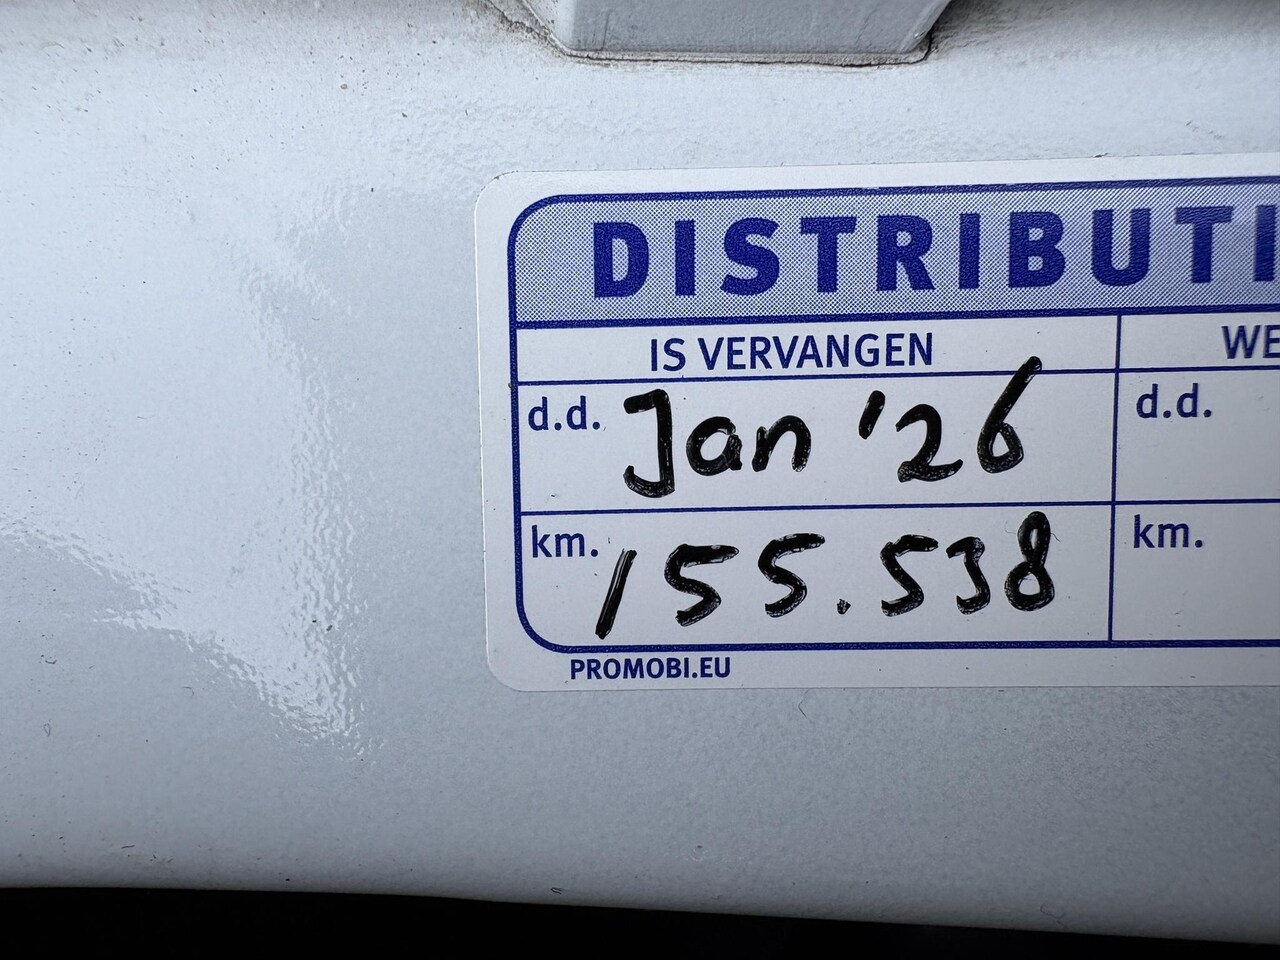 DISTRIBUTI
IS VERVANGEN WE
d.d. Jan '26 d.d.
km. 155.538 km.
PROMOBI.EU